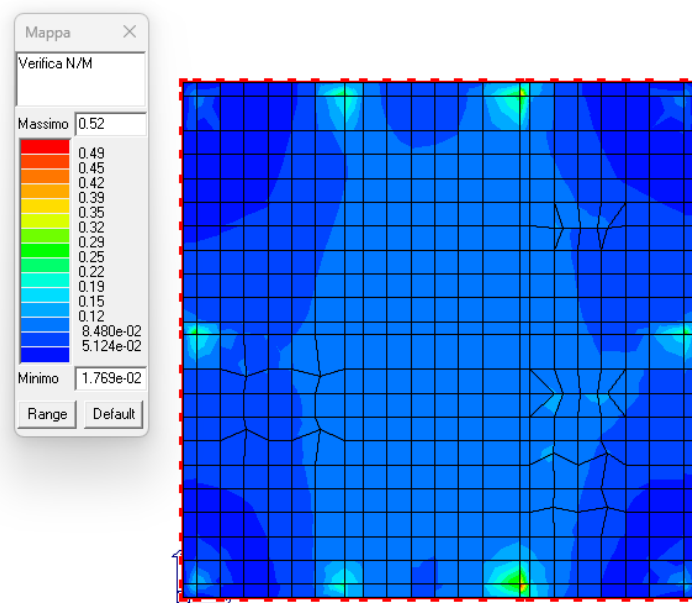 Mappa
Verifica N/M
Massimo 0.52
0.49
0.45
0.42
0.39
0.35
0.32
0.29
0.25
0.22
0.19
0.15
0.12
8.480e-02
5.124e-02
Minimo 1.769e-02
Range Default